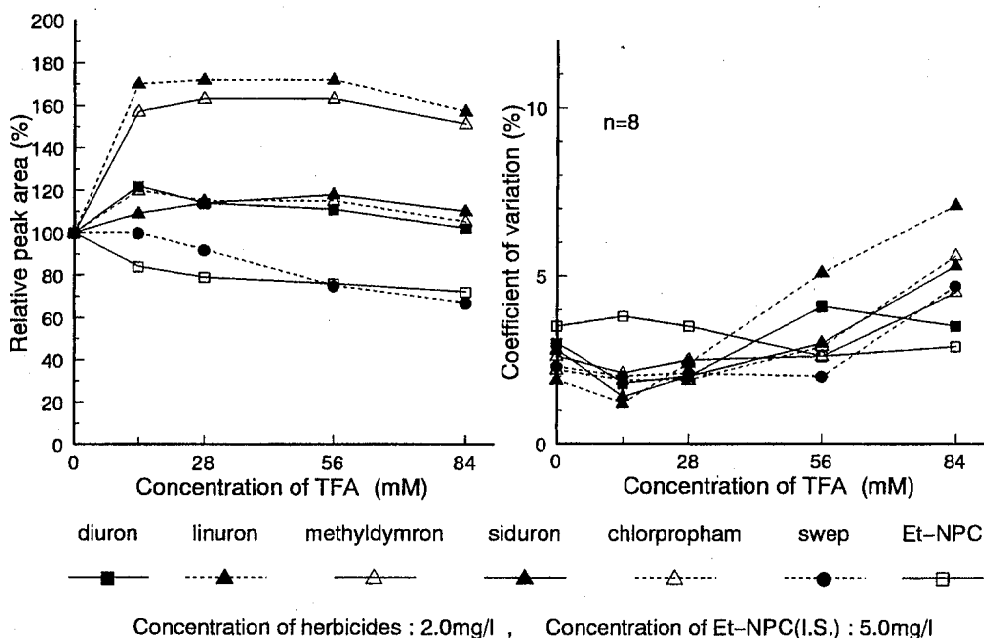 200
180
160
140
120
100
80
60
40
20
0
Relative peak area (%)
0 28 56 84
Concentration of TFA (mM)
10
5
0
Coefficient of variation (%)
n=8
0 28 56 84
Concentration of TFA (mM)
diuron linuron methyldymron siduron chlorpropham swep Et-NPC
Concentration of herbicides : 2.0mg/l , Concentration of Et-NPC(I.S.) : 5.0mg/l